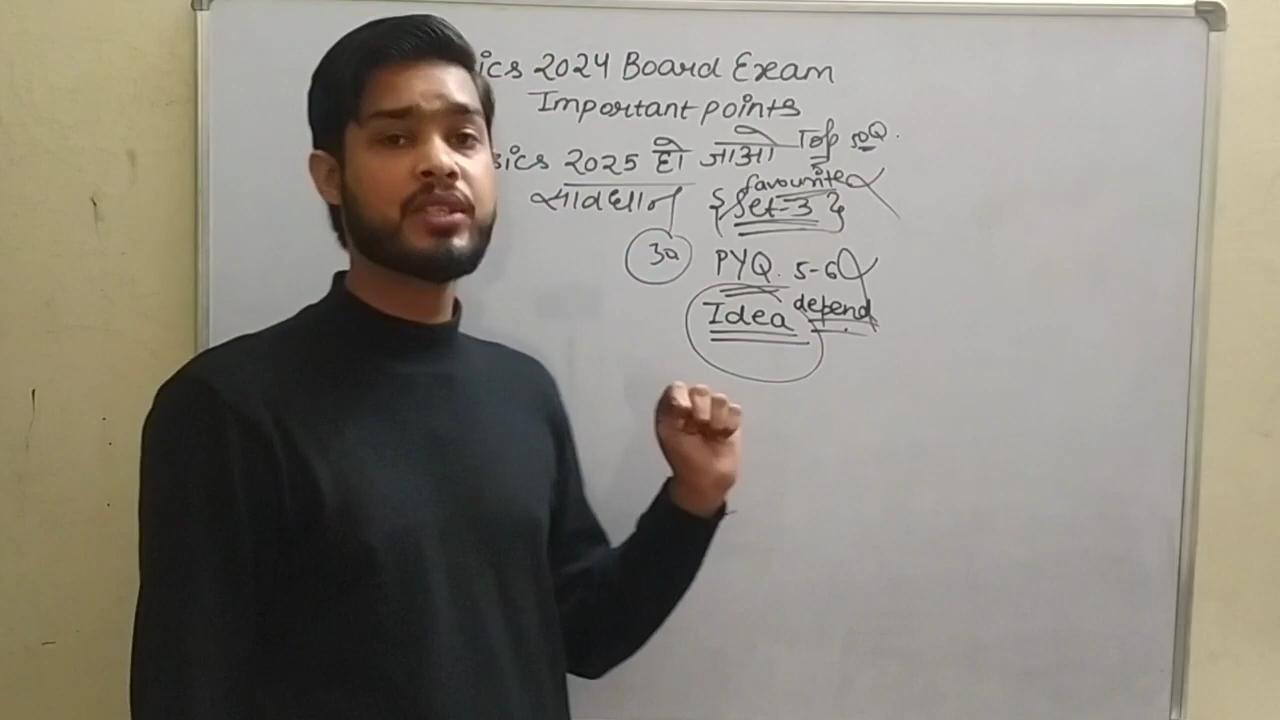 ics 2024 Board Exam
Important points
sics 2025 हो जाओ Top 50Q.
सावधान { favourite
Set-3 }
30 PYQ. 5-6
Idea depend